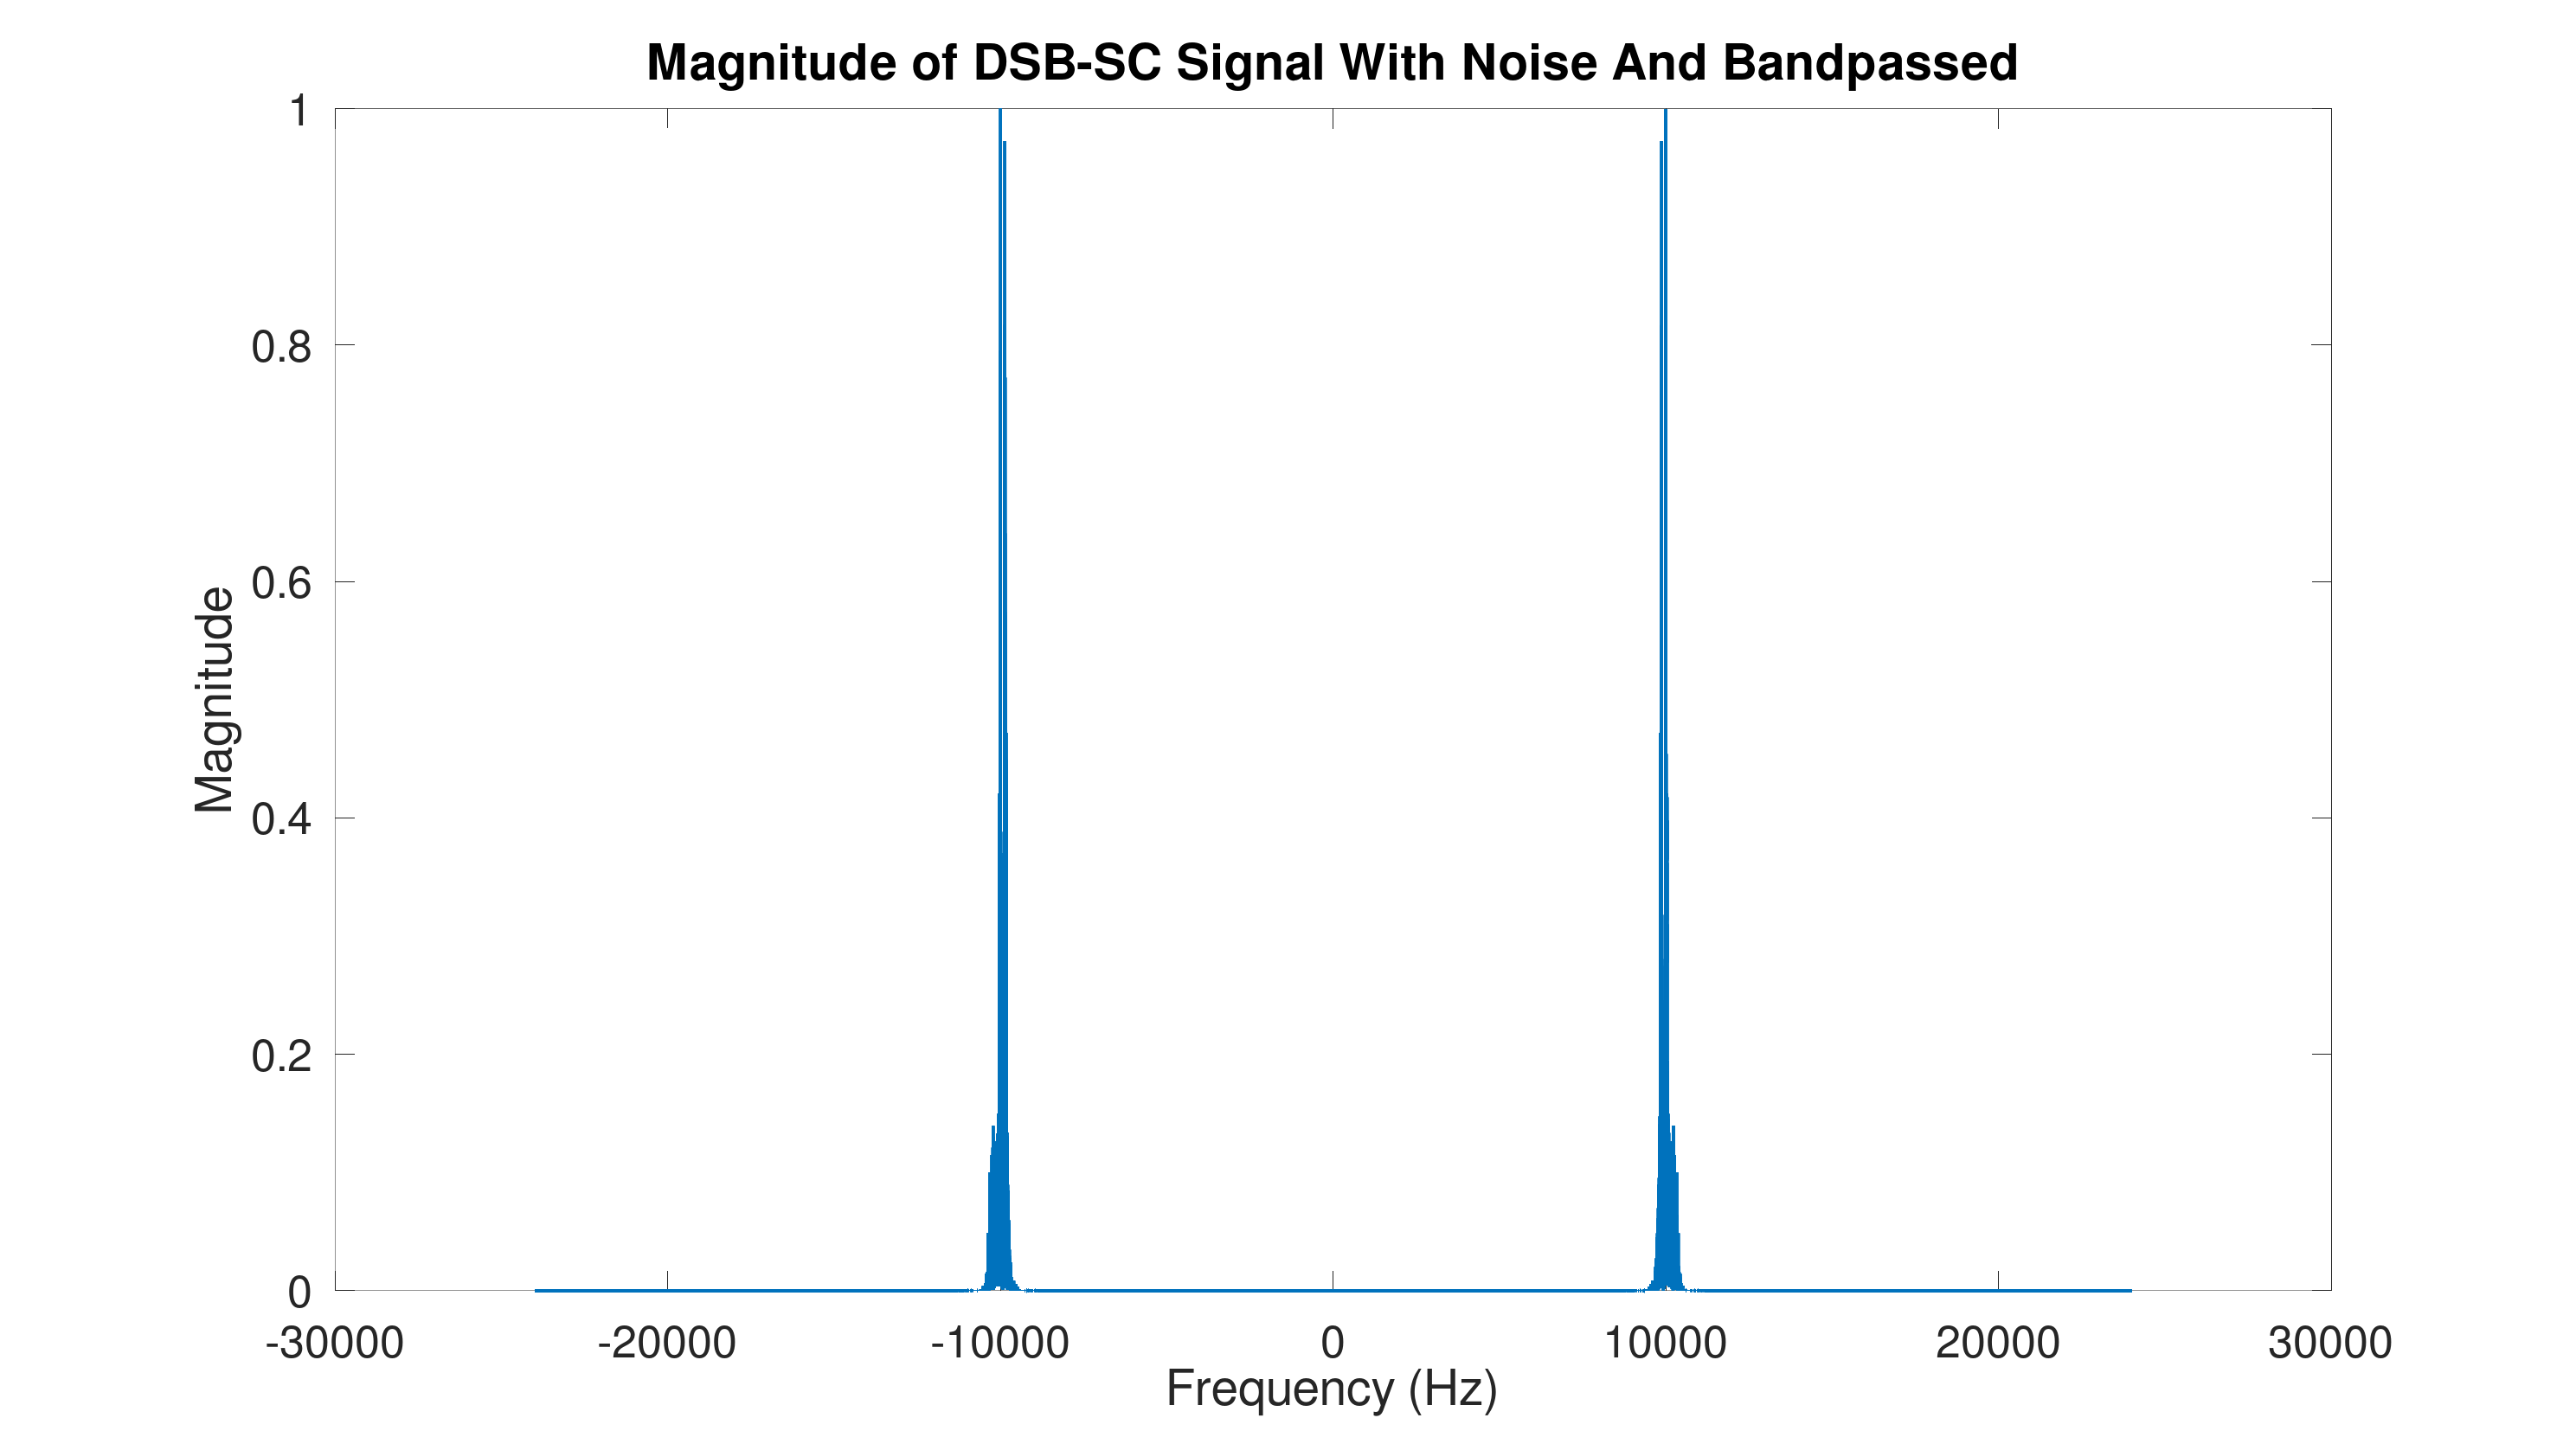 Magnitude of DSB-SC Signal With Noise And Bandpassed
1
0.8
0.6
0.4
0.2
0
Magnitude
-30000 -20000 -10000 0 10000 20000 30000
Frequency (Hz)